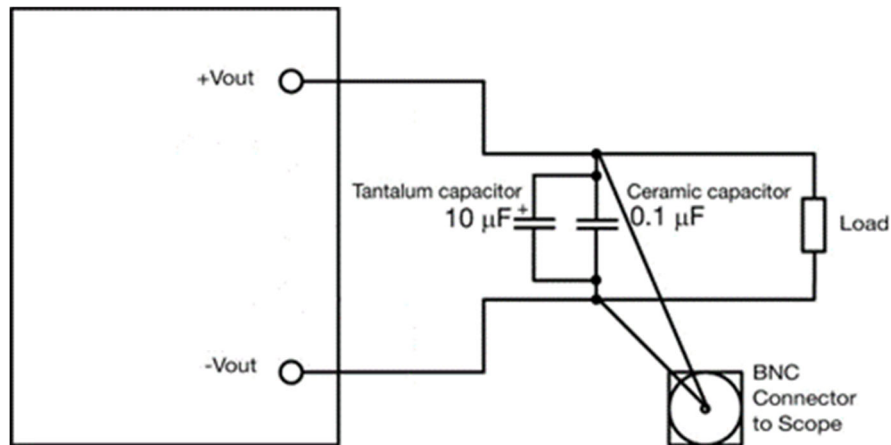 +Vout
Tantalum capacitor
10 μF
+
Ceramic capacitor
0.1 μF
Load
-Vout
BNC
Connector
to Scope